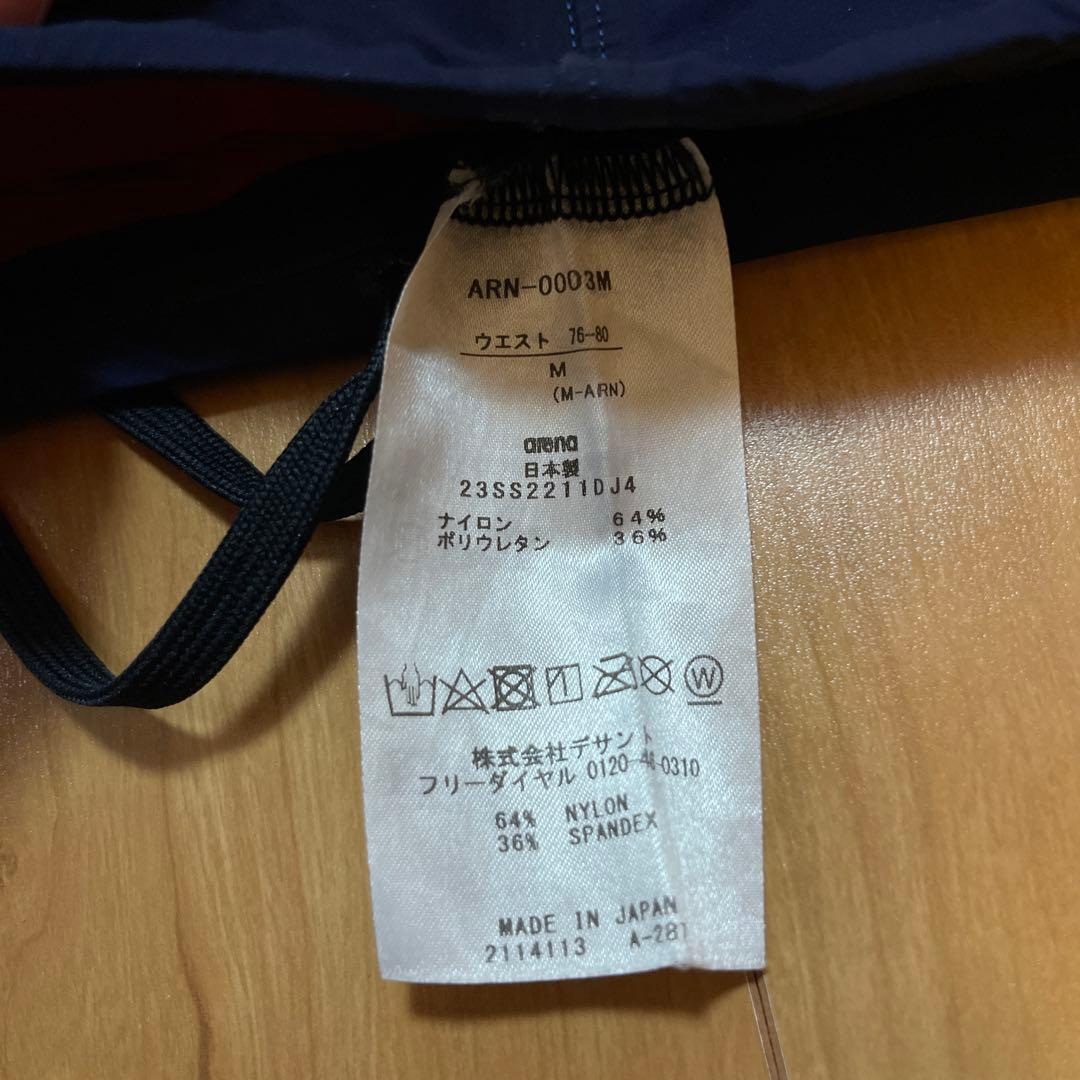 ARN-0003M
ウエスト 76-80
M
(M-ARN)
arena
日本製
23SS2211DJ4
ナイロン 64%
ポリウレタン 36%
W
株式会社デサント
フリーダイヤル 0120- -0310
64% NYLON
36% SPANDEX
MADE IN JAPAN
2114113